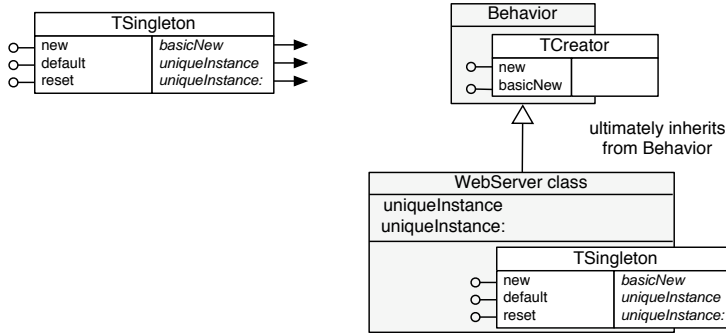 TSingleton
new basicNew
default uniqueInstance
reset uniqueInstance:
Behavior
TCreator
new
basicNew
ultimately inherits
from Behavior
WebServer class
uniqueInstance
uniqueInstance:
TSingleton
new basicNew
default uniqueInstance
reset uniqueInstance: